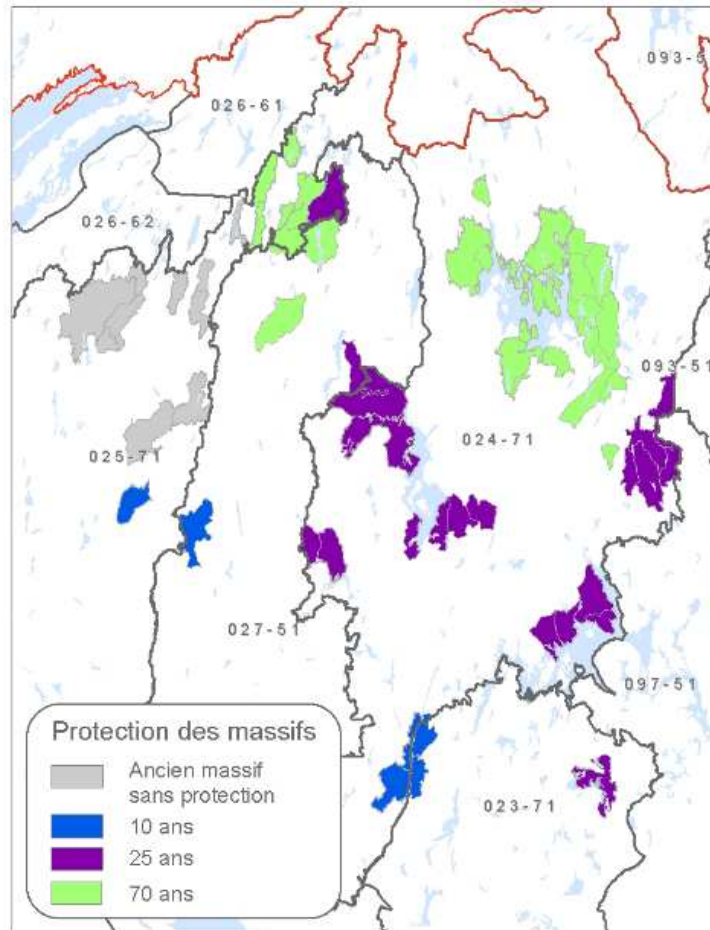 093-5
026-61
026-62
093-51
024-71
025-71
027-51
097-51
023-71
Protection des massifs
Ancien massif
sans protection
10 ans
25 ans
70 ans